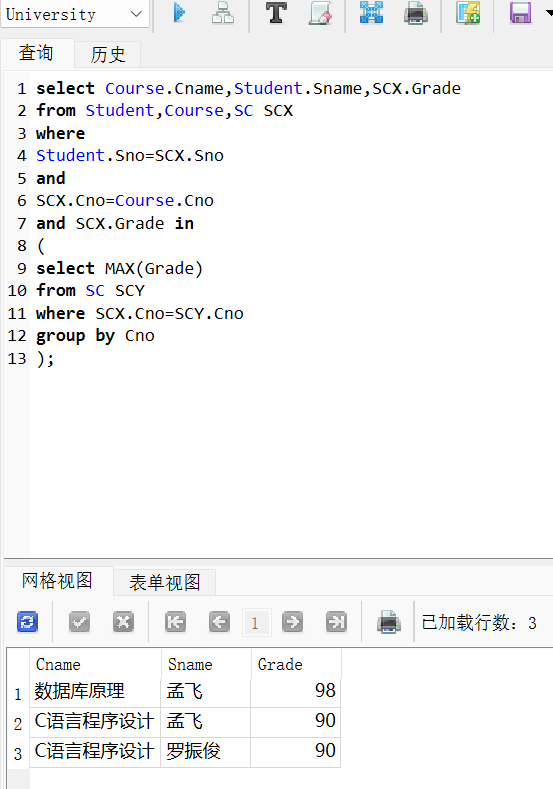 University
查询 历史
1 select Course.Cname,Student.Sname,SCX.Grade
2 from Student,Course,SC SCX
3 where
4 Student.Sno=SCX.Sno
5 and
6 SCX.Cno=Course.Cno
7 and SCX.Grade in
8 (
9 select MAX(Grade)
10 from SC SCY
11 where SCX.Cno=SCY.Cno
12 group by Cno
13 );
网格视图 表单视图
1 已加载行数：3
Cname Sname Grade
1 数据库原理 孟飞 98
2 C语言程序设计 孟飞 90
3 C语言程序设计 罗振俊 90